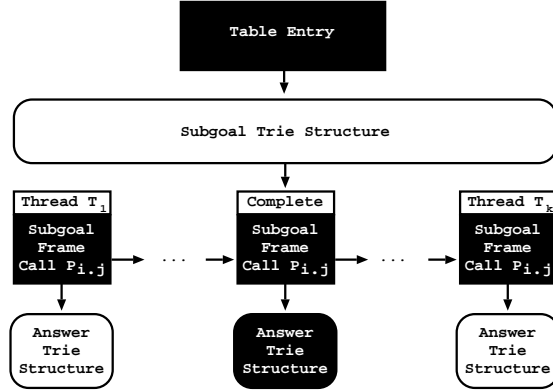 Table Entry
Subgoal Trie Structure
Thread T1
Subgoal
Frame
Call Pi.j
...
Complete
Subgoal
Frame
Call Pi.j
...
Thread Tk
Subgoal
Frame
Call Pi.j
Answer
Trie
Structure
Answer
Trie
Structure
Answer
Trie
Structure